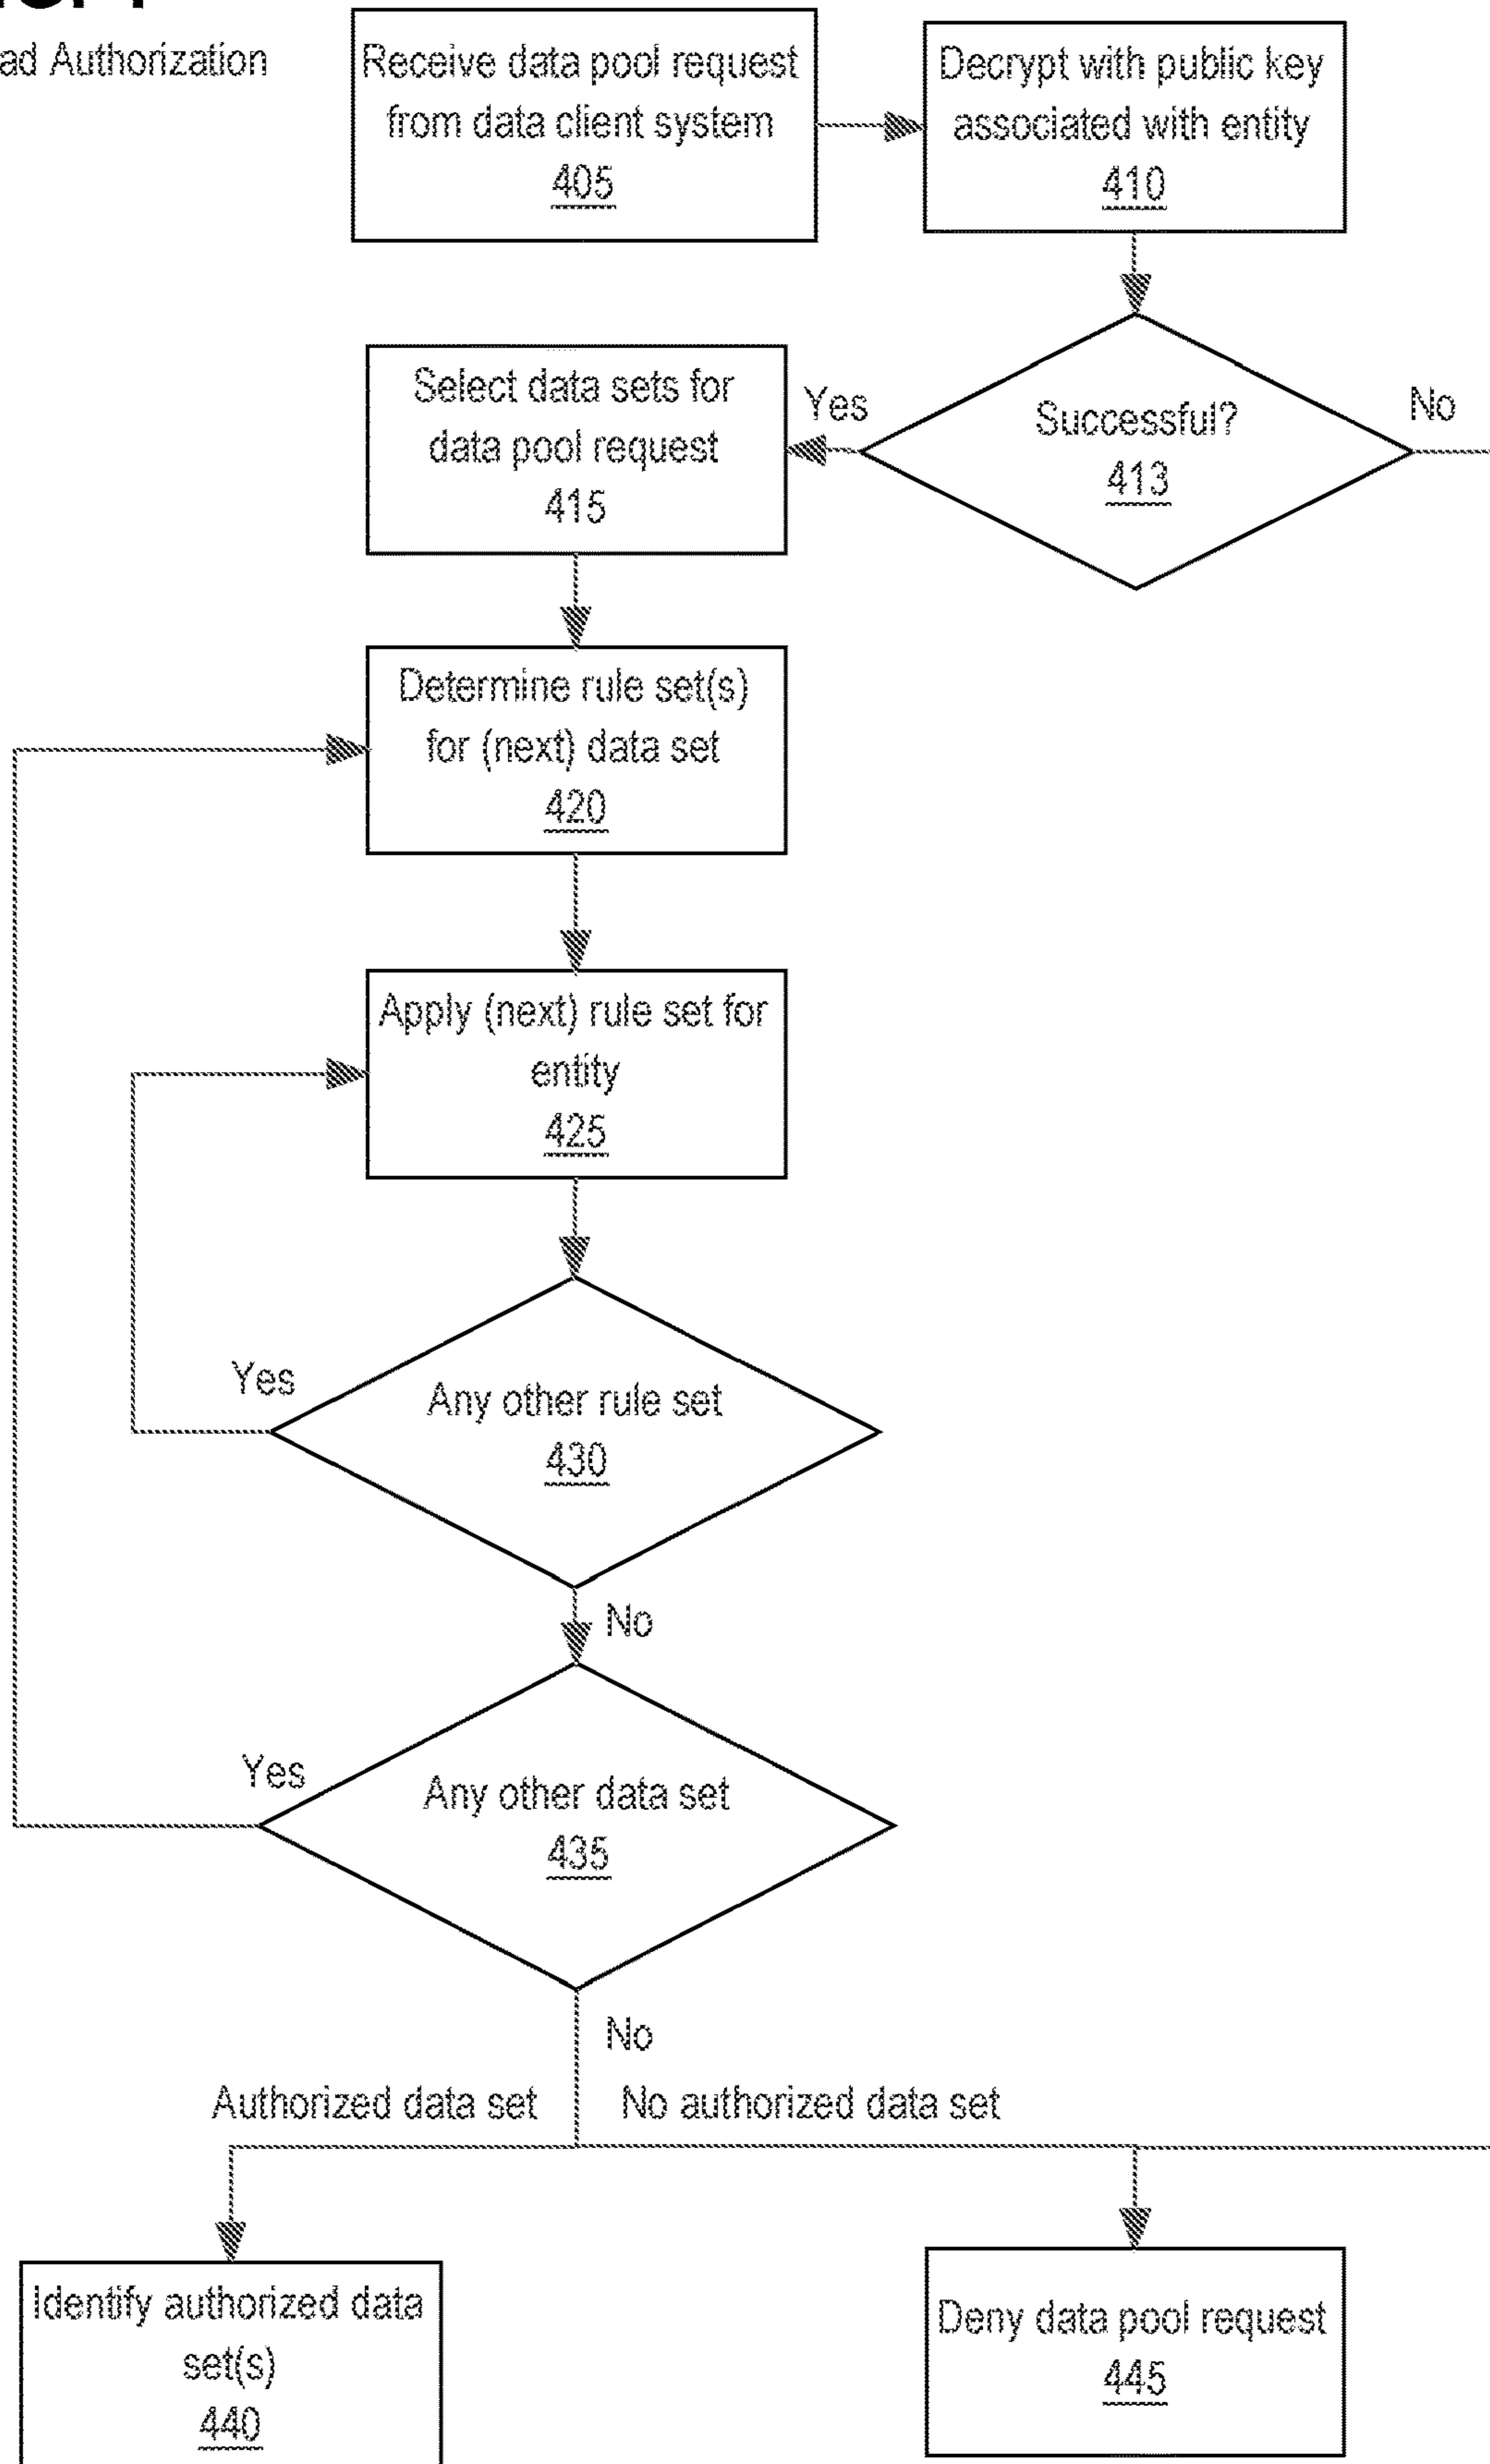 ad Authorization
Receive data pool request
from data client system
405
Decrypt with public key
associated with entity
410
Successful?
413
Yes
No
Select data sets for
data pool request
415
Determine rule set(s)
for (next) data set
420
Apply (next) rule set for
entity
425
Any other rule set
430
Yes
No
Any other data set
435
Yes
No
Authorized data set
No authorized data set
Identify authorized data
set(s)
440
Deny data pool request
445